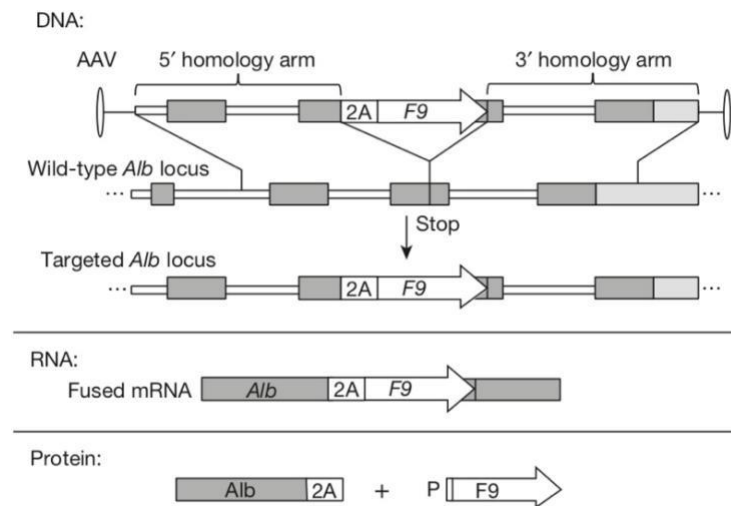 DNA:
AAV 5′ homology arm 3′ homology arm
2A F9
Wild-type Alb locus
... ...
Stop
Targeted Alb locus
... 2A F9 ...
RNA:
Fused mRNA Alb 2A F9
Protein:
Alb 2A + P F9